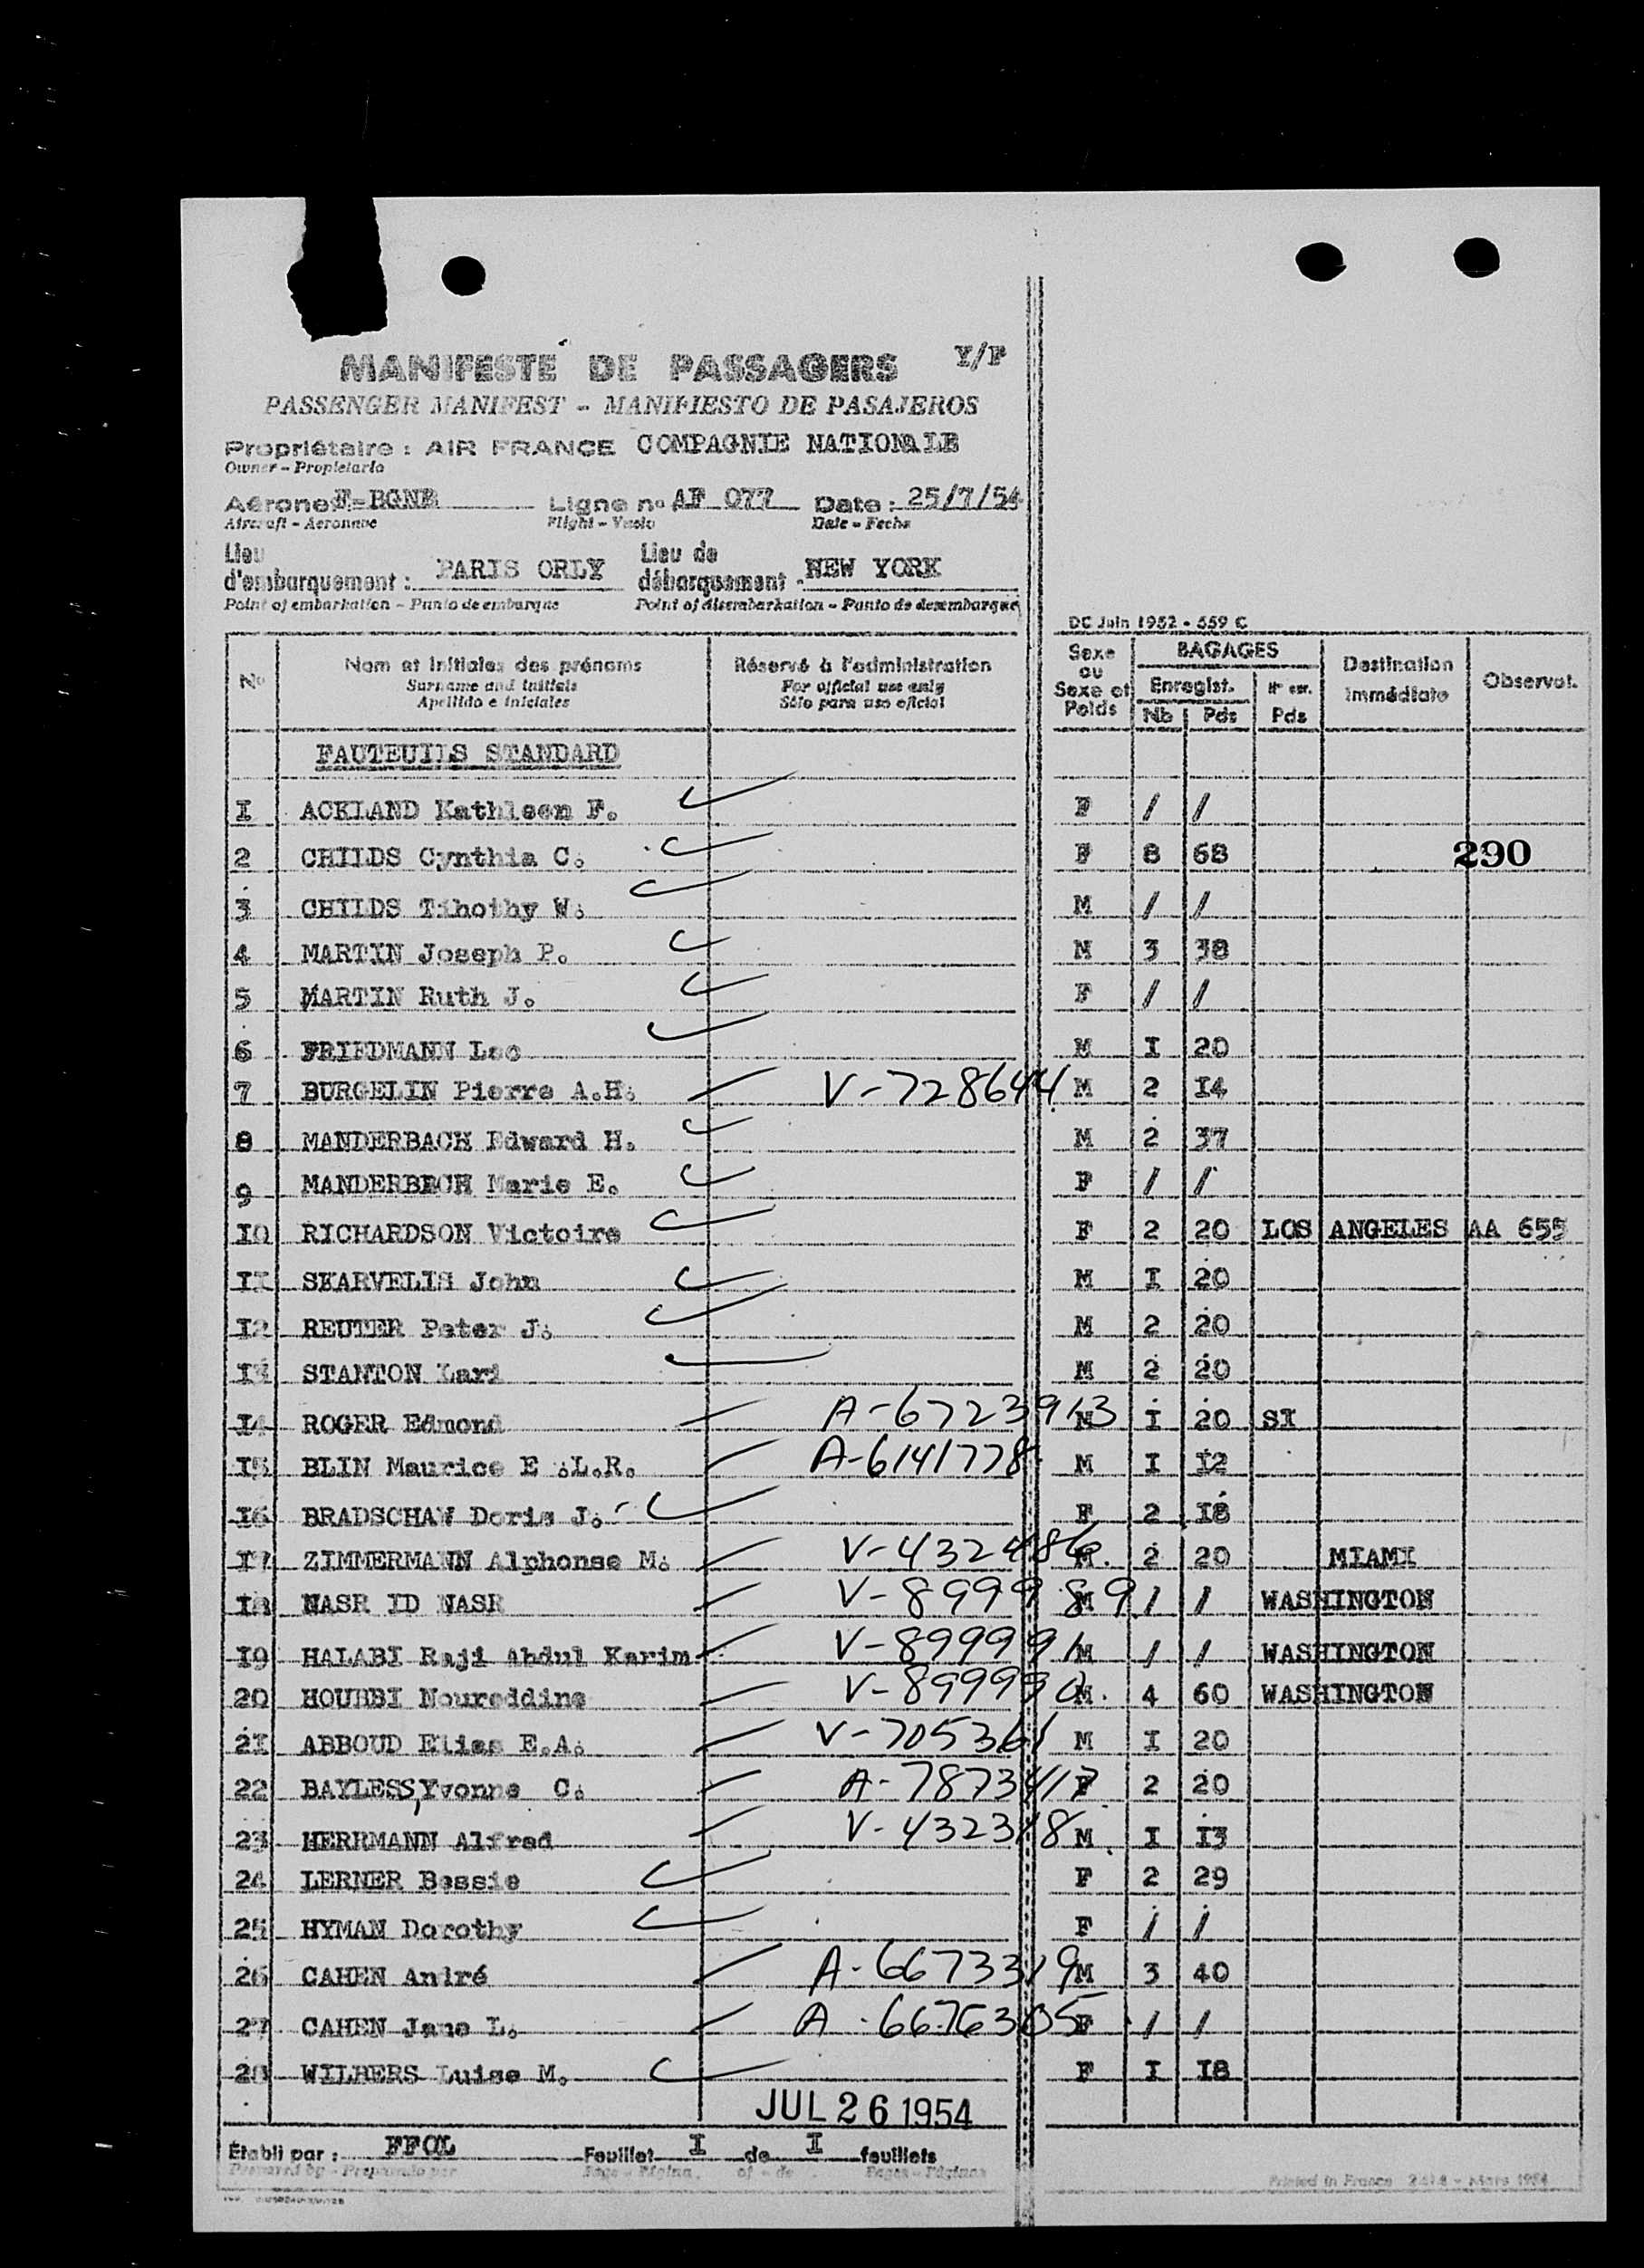 MANIFESTE DE PASSAGERS Y/F
PASSENGER MANIFEST - MANIFIESTO DE PASAJEROS
Propriétaire : AIR FRANCE COMPAGNIE NATIONALE
Owner - Propietario
Aéronef F-BGNB Ligne n° AF 077 Date : 25/7/54
Aircraft - Aeronave Flight - Vuelo Date - Fecha
Lieu d'embarquement : PARIS ORLY Lieu de débarquement : NEW YORK
Point of embarkation - Punto de embarque Point of disembarkation - Punto de desembarque
DC Juin 1952 - 559 C
N° Nom et initiales des prénoms Réservé à l'administration Sexe ou Sexe et Poids BAGAGES Destination immédiate Observat.
Surname and initials For official use only Enregist. N° enr.
Apellido e iniciales Sólo para uso oficial Nb Pds Pds
FAUTEUILS STANDARD
I ACKLAND Kathleen F. F / /
2 CHILDS Cynthia C. F 8 68 290
3 CHILDS Tihothy W. M / /
4 MARTIN Joseph P. M 3 38
5 MARTIN Ruth J. F / /
6 FRIEDMANN Leo M I 20
7 BURGELIN Pierre A.H. V-728644 M 2 I4
8 MANDERBACH Edward H. M 2 37
9 MANDERBECH Marie E. F / /
I0 RICHARDSON Victoire F 2 20 LOS ANGELES AA 655
II SKARVELIS John M I 20
I2 REUTER Peter J. M 2 20
I3 STANTON Lari M 2 20
I4 ROGER Edmond A-6723913 M I 20 SI
I5 BLIN Maurice E .L.R. A-6141778 M I I2
I6 BRADSCHAW Doris J. F 2 I8
I7 ZIMMERMANN Alphonse M. V-432486 M 2 20 MIAMI
I8 NASR ID NASR V-899989 M / / WASHINGTON
I9 HALABI Raji Abdul Karim V-899991 M / / WASHINGTON
20 HOURBI Noureddine V-899990 M 4 60 WASHINGTON
2I ABBOUD Elias E.A. V-705361 M I 20
22 BAYLESS, Yvonne C. A-7873417 F 2 20
23 HERRMANN Alfred V-432318 M I I3
24 LERNER Bessie F 2 29
25 HYMAN Dorothy F / /
26 CAHEN André A-6673319 M 3 40
27 CAHEN Jane L. A-6676305 F / /
28 WILBERS Luise M. F I I8
JUL 26 1954
Établi par : FFOL Feuillet I de I feuillets
Prepared by - Preparado por Page - Página of - de Pages - Páginas
Printed in France